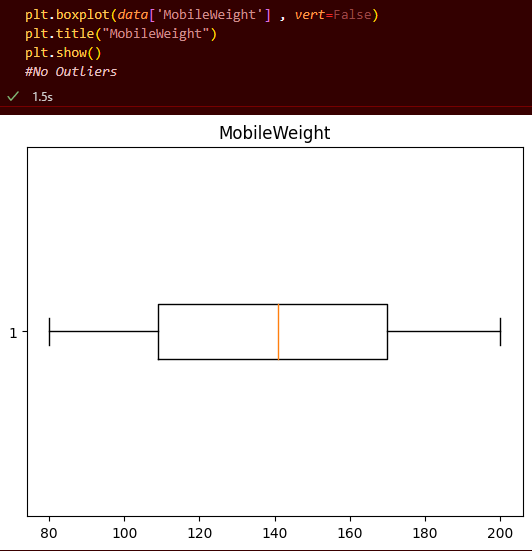 plt.boxplot(data['MobileWeight'] , vert=False)
plt.title("MobileWeight")
plt.show()
#No Outliers
1.5s
MobileWeight
1
80 100 120 140 160 180 200